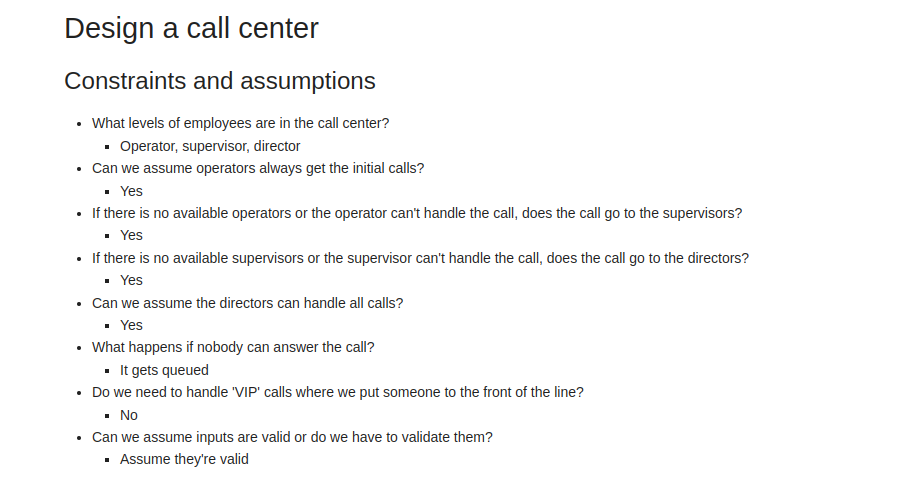 Design a call center
Constraints and assumptions
What levels of employees are in the call center?
Operator, supervisor, director
Can we assume operators always get the initial calls?
Yes
If there is no available operators or the operator can't handle the call, does the call go to the supervisors?
Yes
If there is no available supervisors or the supervisor can't handle the call, does the call go to the directors?
Yes
Can we assume the directors can handle all calls?
Yes
What happens if nobody can answer the call?
It gets queued
Do we need to handle 'VIP' calls where we put someone to the front of the line?
No
Can we assume inputs are valid or do we have to validate them?
Assume they're valid